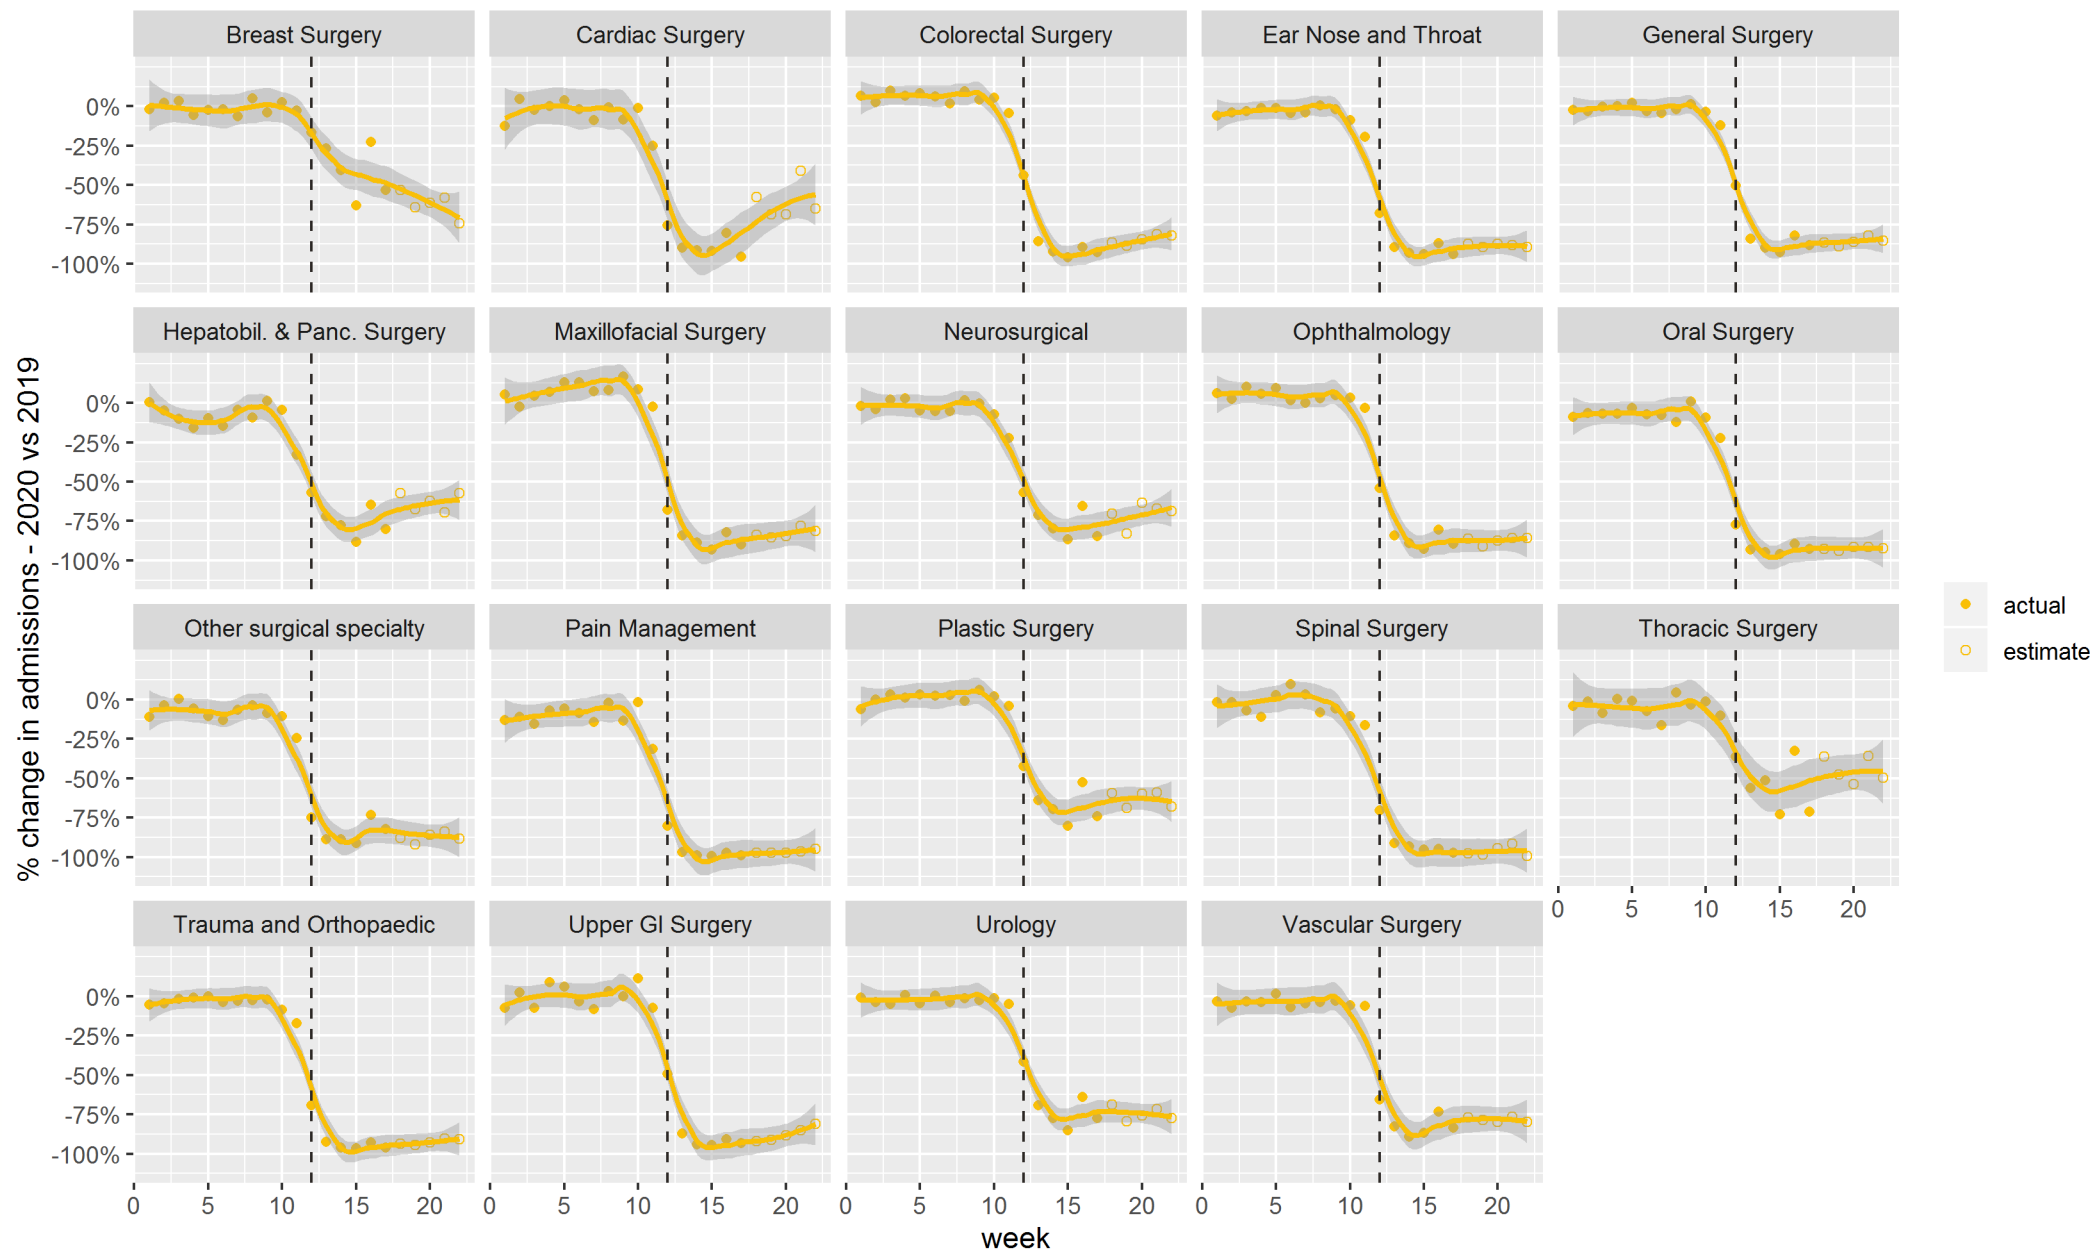 Breast Surgery
Cardiac Surgery
Colorectal Surgery
Ear Nose and Throat
General Surgery
0%
-25%
-50%
-75%
-100%
Hepatobil. & Panc. Surgery
Maxillofacial Surgery
Neurosurgical
Ophthalmology
Oral Surgery
0%
-25%
-50%
-75%
-100%
% change in admissions - 2020 vs 2019
actual
estimate
Other surgical specialty
Pain Management
Plastic Surgery
Spinal Surgery
Thoracic Surgery
0%
-25%
-50%
-75%
-100%
0 5 10 15 20
Trauma and Orthopaedic
Upper GI Surgery
Urology
Vascular Surgery
0%
-25%
-50%
-75%
-100%
0 5 10 15 20
0 5 10 15 20
0 5 10 15 20
0 5 10 15 20
week